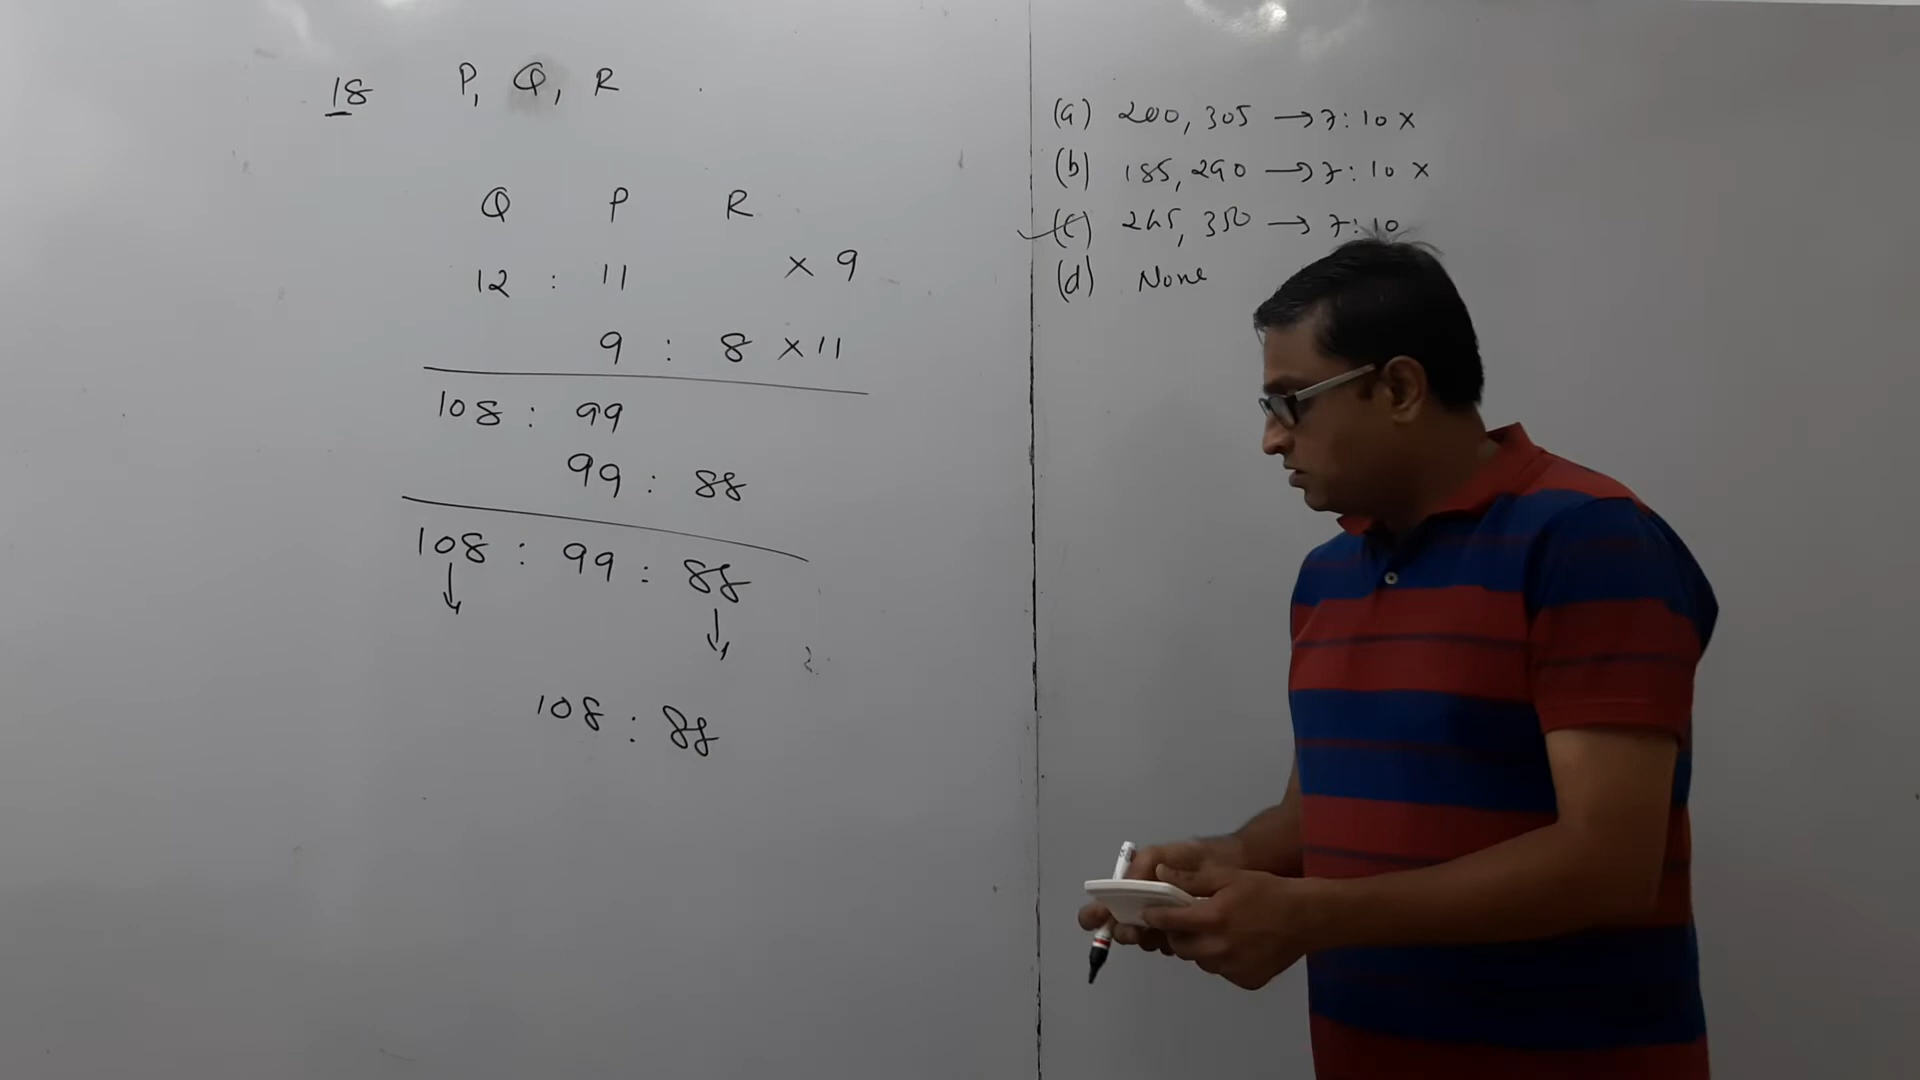 18 P, Q, R
Q P R
12 : 11 × 9
9 : 8 × 11
108 : 99
99 : 88
108 : 99 : 88
108 : 88
(a) 200, 305 → 7:10 ×
(b) 185, 290 → 7:10 ×
(c) 245, 350 → 7:10
(d) None